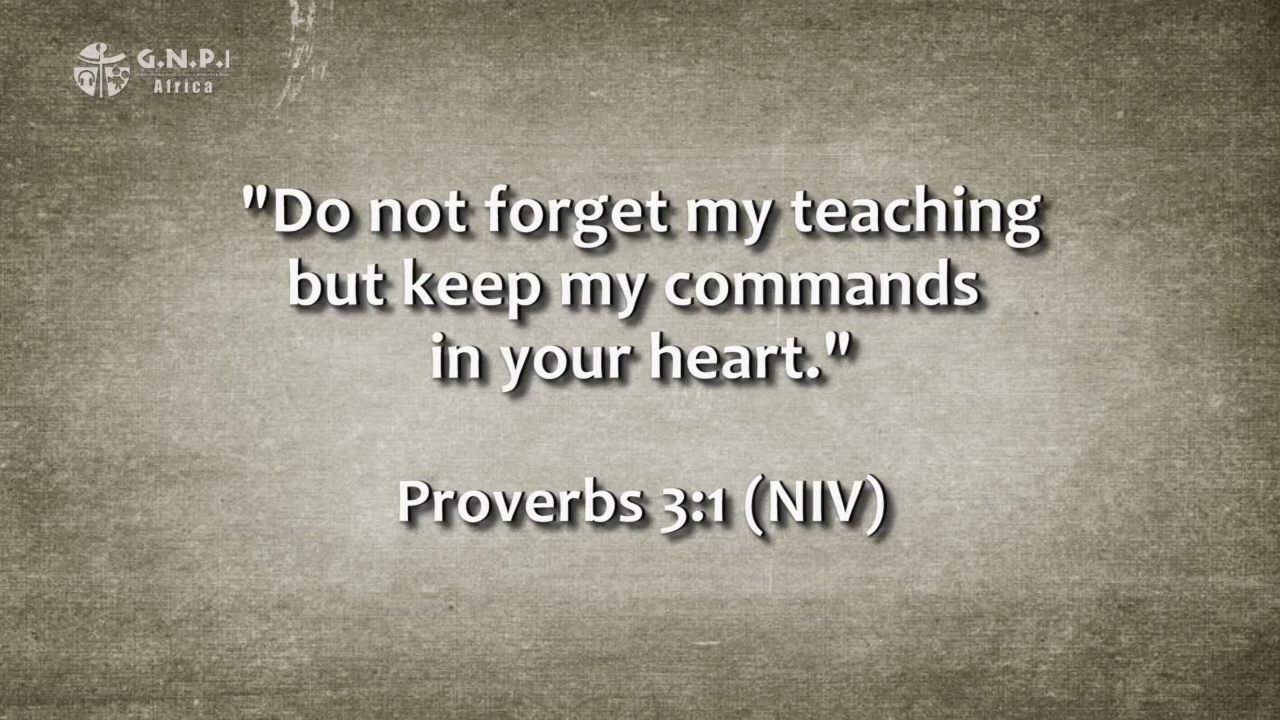 G.N.P.I
Africa
"Do not forget my teaching
but keep my commands
in your heart."
Proverbs 3:1 (NIV)